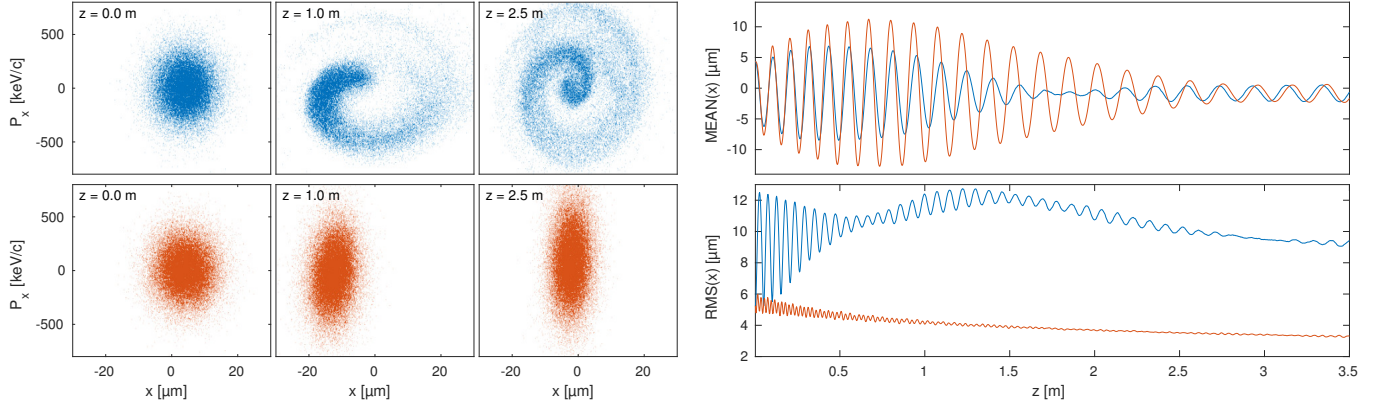 z = 0.0 m
z = 1.0 m
z = 2.5 m
500
0
-500
P_x [keV/c]
z = 0.0 m
z = 1.0 m
z = 2.5 m
500
0
-500
P_x [keV/c]
-20 0 20
-20 0 20
-20 0 20
x [µm]
x [µm]
x [µm]
10
5
0
-5
-10
MEAN(x) [µm]
12
10
8
6
4
2
RMS(x) [µm]
0.5 1 1.5 2 2.5 3 3.5
z [m]